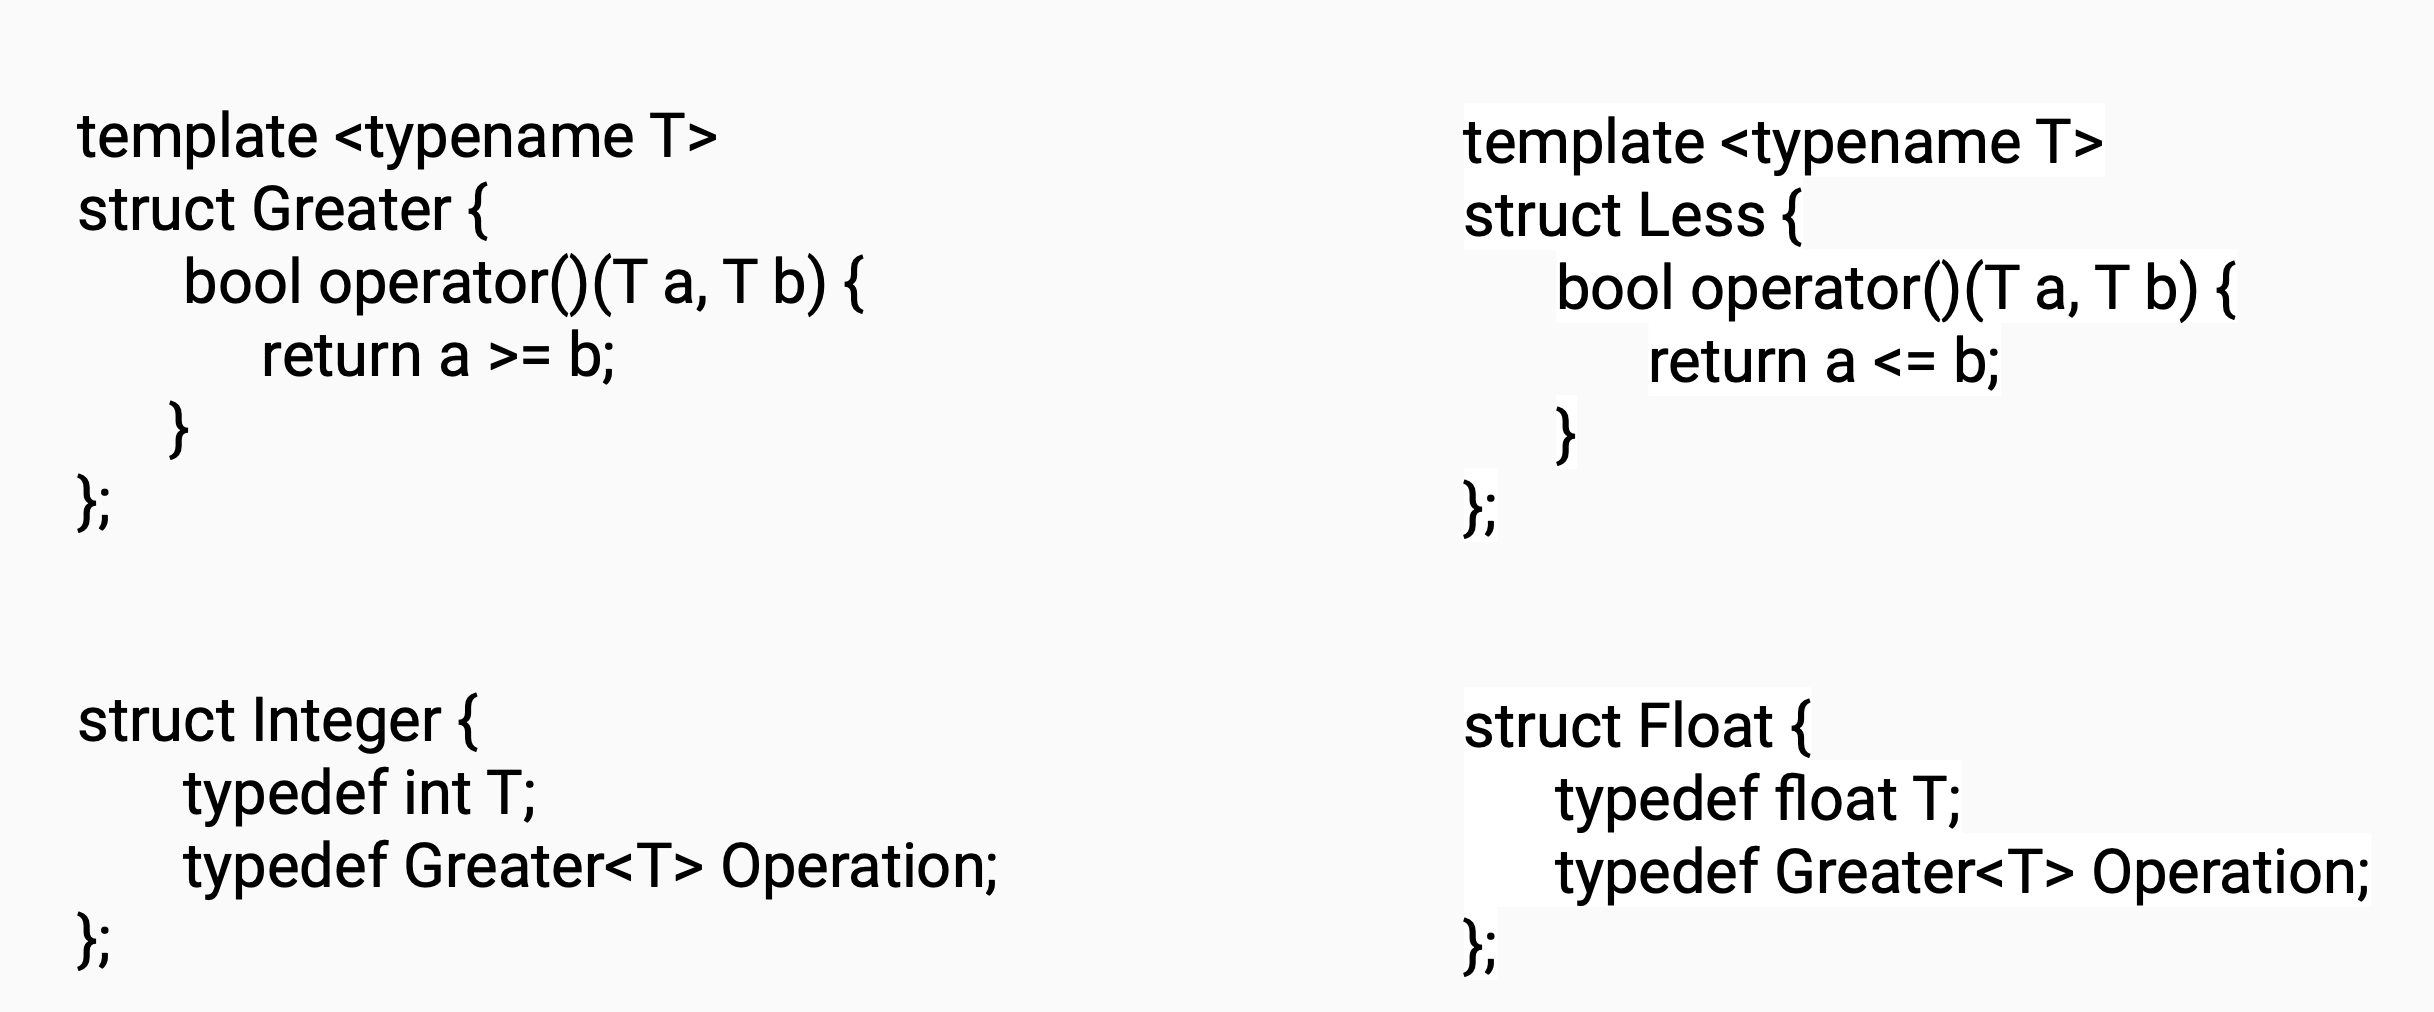 template <typename T>
struct Greater {
bool operator()(T a, T b) {
return a >= b;
}
};
template <typename T>
struct Less {
bool operator()(T a, T b) {
return a <= b;
}
};
struct Integer {
typedef int T;
typedef Greater<T> Operation;
};
struct Float {
typedef float T;
typedef Greater<T> Operation;
};